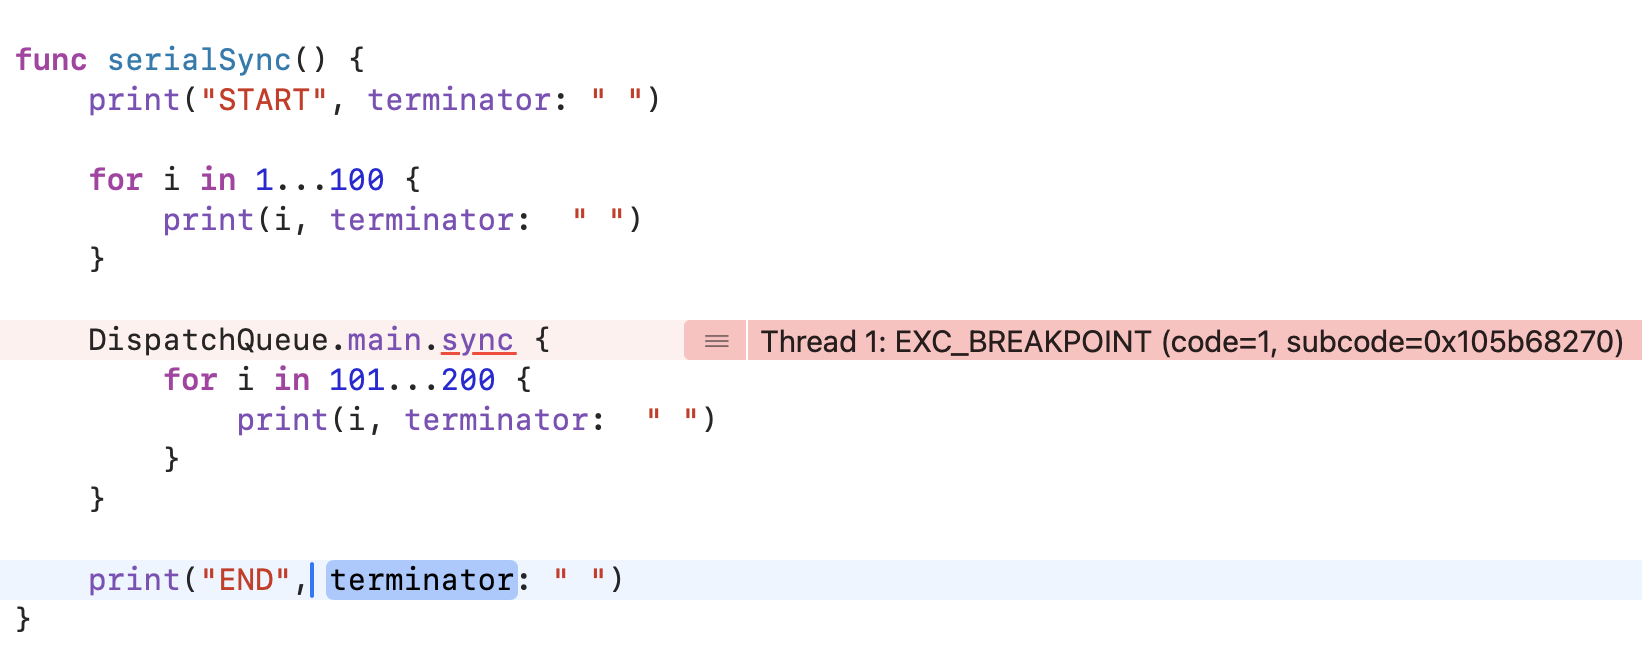 func serialSync() {
    print("START", terminator: " ")
    for i in 1...100 {
        print(i, terminator:  " ")
    }
    DispatchQueue.main.sync {
Thread 1: EXC_BREAKPOINT (code=1, subcode=0x105b68270)
        for i in 101...200 {
            print(i, terminator:  " ")
        }
    }
    print("END", terminator: " ")
}